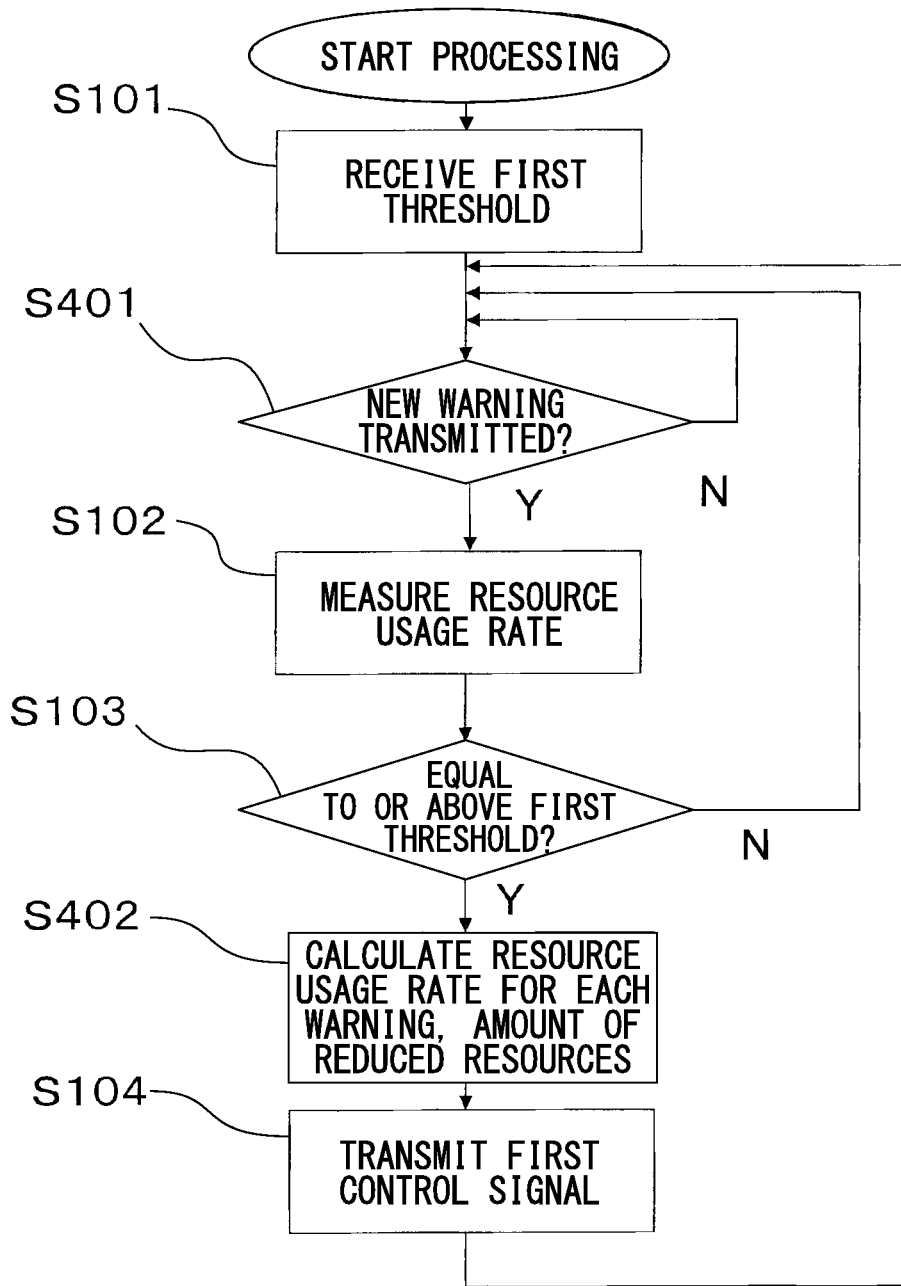 START PROCESSING
S101
RECEIVE FIRST
THRESHOLD
S401
NEW WARNING
TRANSMITTED?
N
Y
S102
MEASURE RESOURCE
USAGE RATE
S103
EQUAL
TO OR ABOVE FIRST
THRESHOLD?
N
Y
S402
CALCULATE RESOURCE
USAGE RATE FOR EACH
WARNING, AMOUNT OF
REDUCED RESOURCES
S104
TRANSMIT FIRST
CONTROL SIGNAL